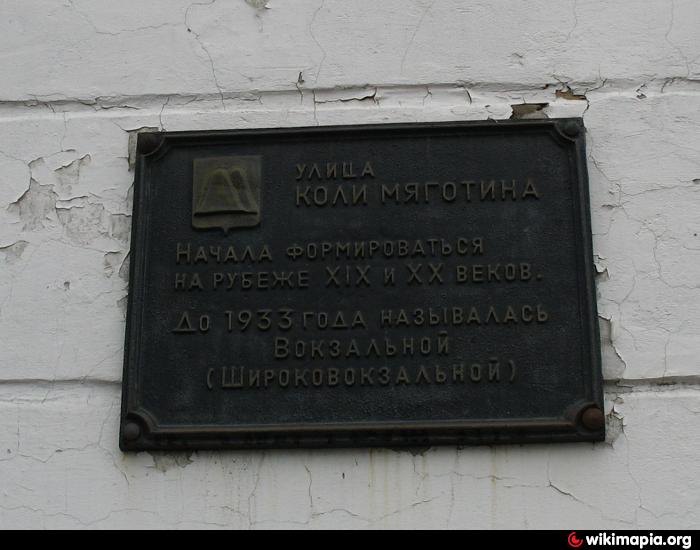 УЛИЦА
КОЛИ МЯГОТИНА
НАЧАЛА ФОРМИРОВАТЬСЯ
НА РУБЕЖЕ XIX И XX ВЕКОВ.
ДО 1933 ГОДА НАЗЫВАЛАСЬ
ВОКЗАЛЬНОЙ
(ШИРОКОВОКЗАЛЬНОЙ)
wikimapia.org